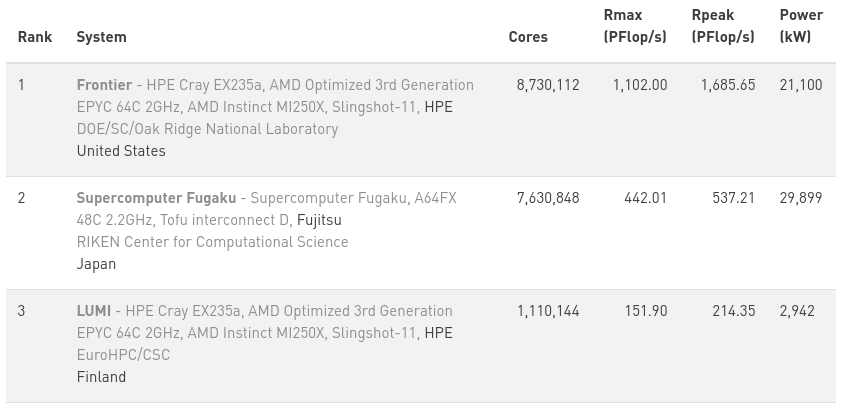 Rank System Cores Rmax (PFlop/s) Rpeak (PFlop/s) Power (kW)
1 Frontier - HPE Cray EX235a, AMD Optimized 3rd Generation 8,730,112 1,102.00 1,685.65 21,100
EPYC 64C 2GHz, AMD Instinct MI250X, Slingshot-11, HPE
DOE/SC/Oak Ridge National Laboratory
United States
2 Supercomputer Fugaku - Supercomputer Fugaku, A64FX 7,630,848 442.01 537.21 29,899
48C 2.2GHz, Tofu interconnect D, Fujitsu
RIKEN Center for Computational Science
Japan
3 LUMI - HPE Cray EX235a, AMD Optimized 3rd Generation 1,110,144 151.90 214.35 2,942
EPYC 64C 2GHz, AMD Instinct MI250X, Slingshot-11, HPE
EuroHPC/CSC
Finland